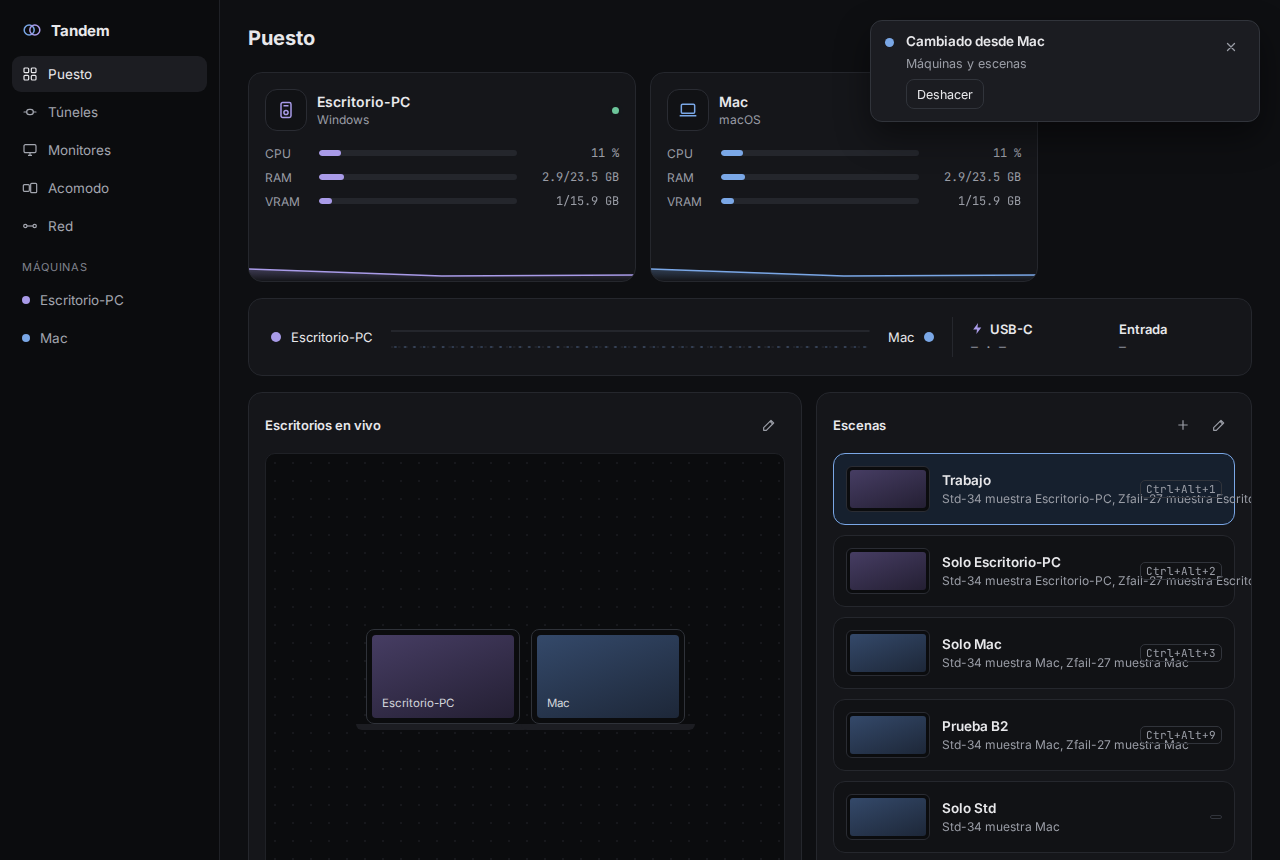 Tandem
Puesto
Túneles
Monitores
Acomodo
Red
MÁQUINAS
Escritorio-PC
Mac
Puesto
Cambiado desde Mac
Máquinas y escenas
Deshacer
Escritorio-PC
Windows
CPU
11 %
RAM
2.9/23.5 GB
VRAM
1/15.9 GB
Mac
macOS
CPU
11 %
RAM
2.9/23.5 GB
VRAM
1/15.9 GB
Escritorio-PC
Mac
USB-C
Entrada
Escritorios en vivo
Escritorio-PC
Mac
Escenas
Trabajo
Ctrl+Alt+1
Std-34 muestra Escritorio-PC, Zfail-27 muestra
Solo Escritorio-PC
Ctrl+Alt+2
Std-34 muestra Escritorio-PC, Zfail-27 muestra
Solo Mac
Ctrl+Alt+3
Std-34 muestra Mac, Zfail-27 muestra Mac
Prueba B2
Ctrl+Alt+9
Std-34 muestra Mac, Zfail-27 muestra Mac
Solo Std
Std-34 muestra Mac